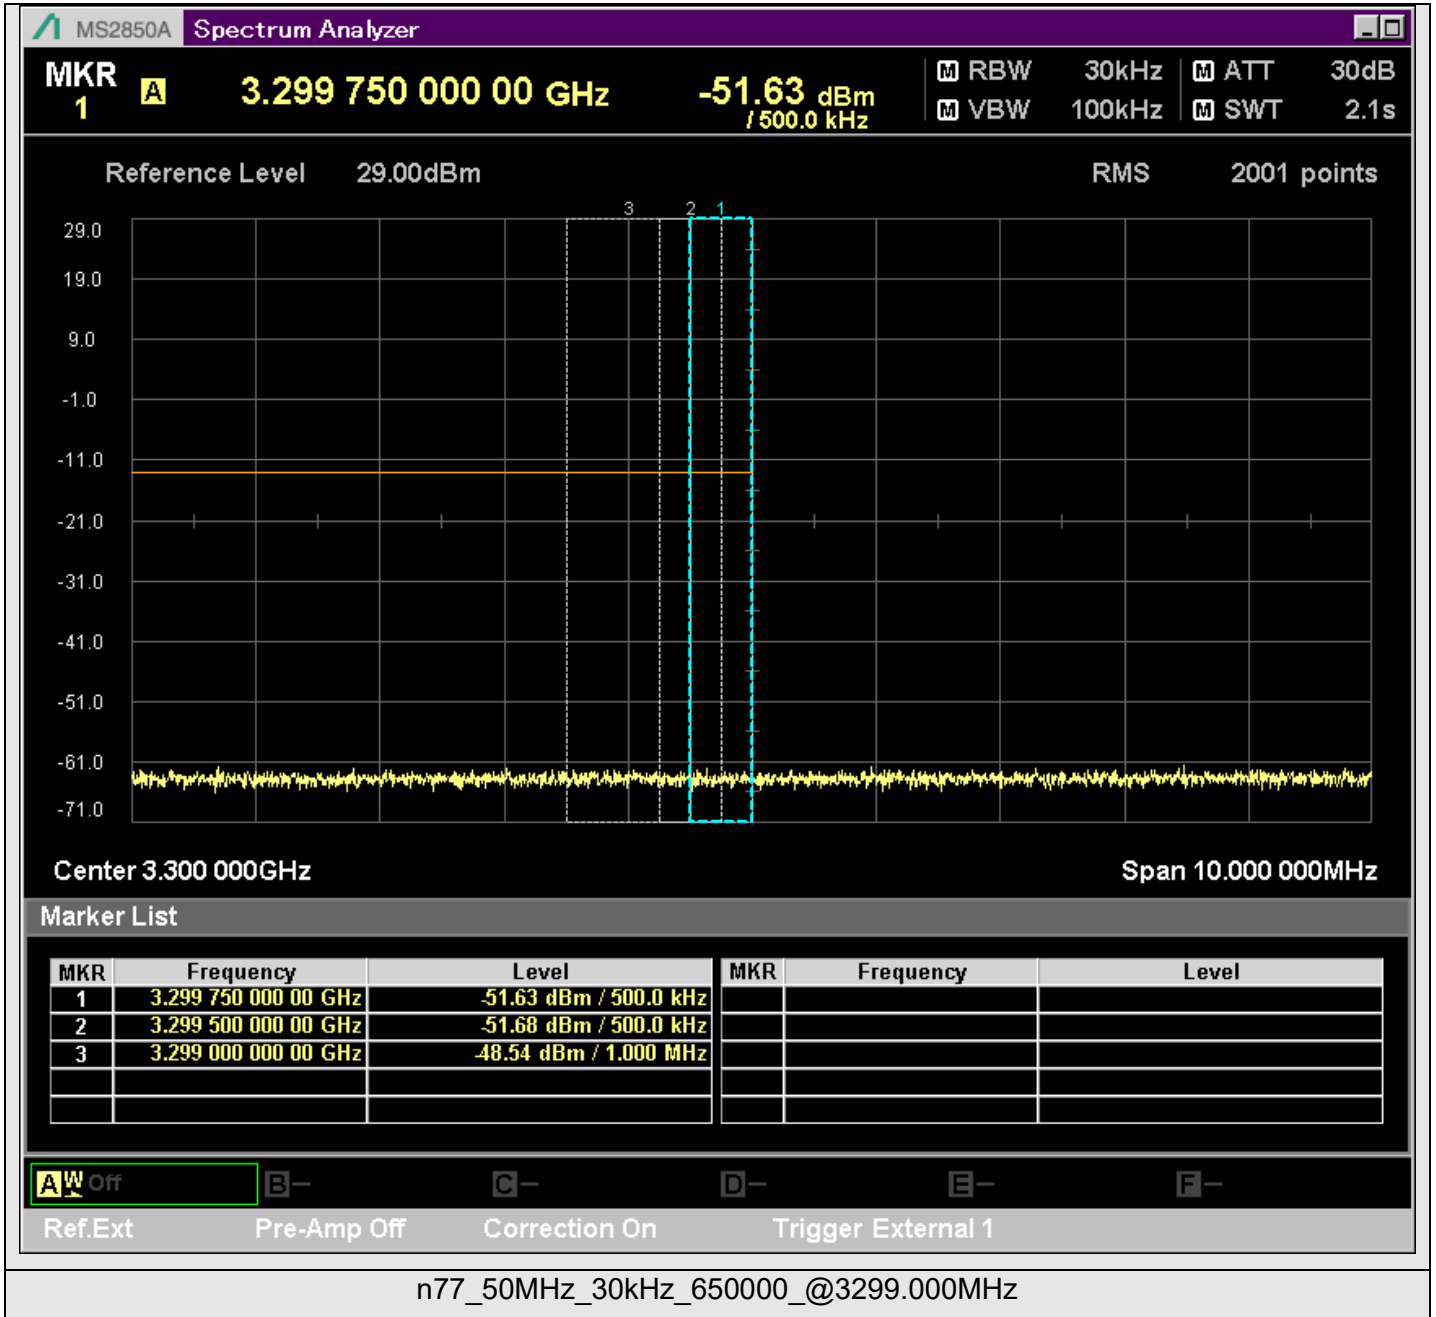 MS2850A Spectrum Analyzer
MKR 1 A 3.299 750 000 00 GHz -51.63 dBm / 500.0 kHz
M RBW 30kHz M ATT 30dB
M VBW 100kHz M SWT 2.1s
Reference Level 29.00dBm RMS 2001 points
3 2 1
29.0
19.0
9.0
-1.0
-11.0
-21.0
-31.0
-41.0
-51.0
-61.0
-71.0
Center 3.300 000GHz Span 10.000 000MHz
Marker List
MKR Frequency Level MKR Frequency Level
1 3.299 750 000 00 GHz -51.63 dBm / 500.0 kHz
2 3.299 500 000 00 GHz -51.68 dBm / 500.0 kHz
3 3.299 000 000 00 GHz -48.54 dBm / 1.000 MHz
A W Off B— C— D— E— F—
Ref.Ext Pre-Amp Off Correction On Trigger External 1
n77_50MHz_30kHz_650000_@3299.000MHz